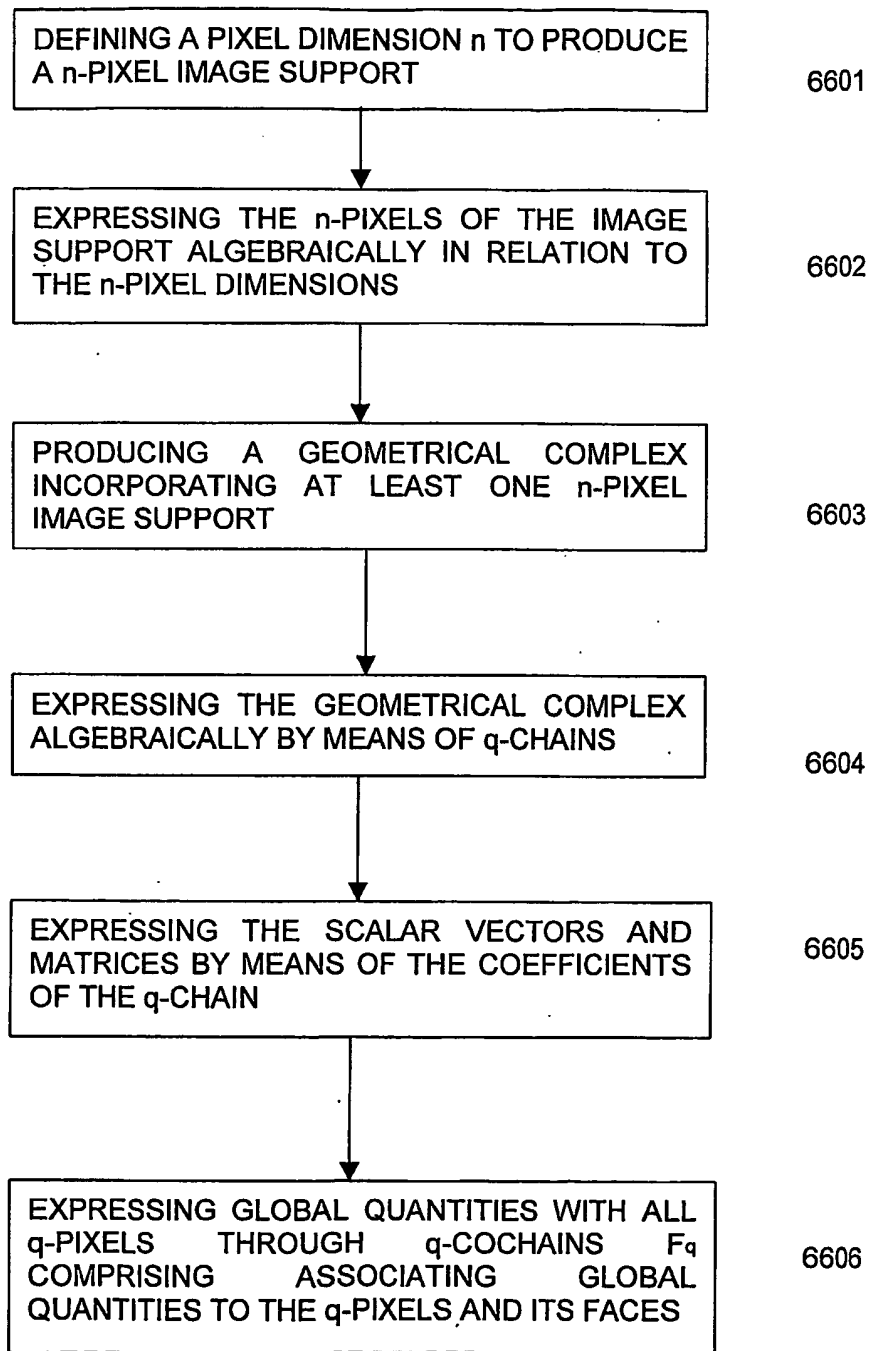 DEFINING A PIXEL DIMENSION n TO PRODUCE
A n-PIXEL IMAGE SUPPORT
6601
EXPRESSING THE n-PIXELS OF THE IMAGE
SUPPORT ALGEBRAICALLY IN RELATION TO
THE n-PIXEL DIMENSIONS
6602
PRODUCING A GEOMETRICAL COMPLEX
INCORPORATING AT LEAST ONE n-PIXEL
IMAGE SUPPORT
6603
EXPRESSING THE GEOMETRICAL COMPLEX
ALGEBRAICALLY BY MEANS OF q-CHAINS
6604
EXPRESSING THE SCALAR VECTORS AND
MATRICES BY MEANS OF THE COEFFICIENTS
OF THE q-CHAIN
6605
EXPRESSING GLOBAL QUANTITIES WITH ALL
q-PIXELS THROUGH q-COCHAINS Fq
COMPRISING ASSOCIATING GLOBAL
QUANTITIES TO THE q-PIXELS AND ITS FACES
6606